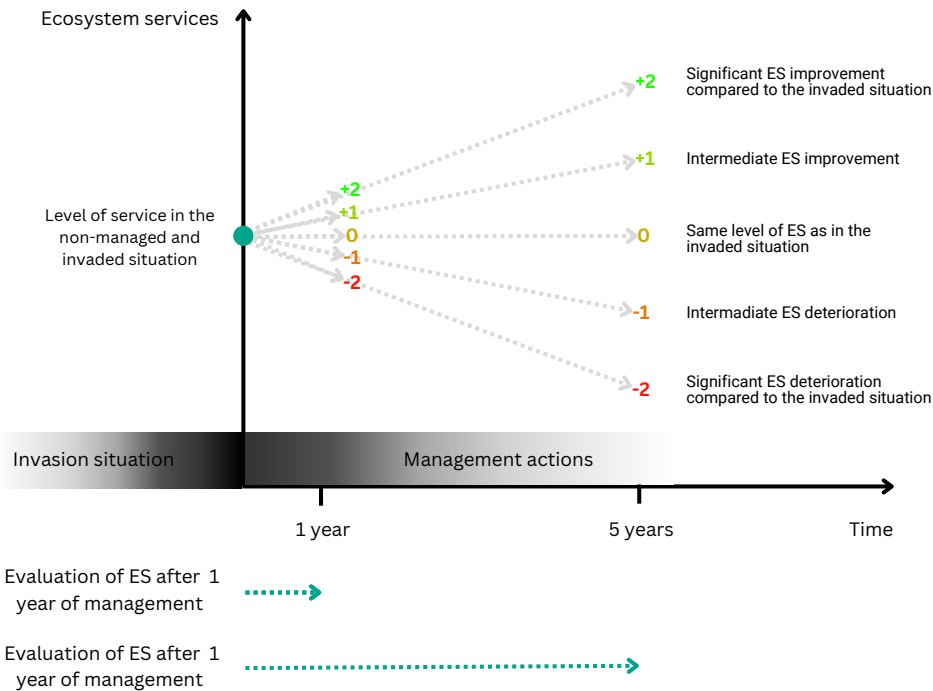 Ecosystem services
+2
Significant ES improvement
compared to the invaded situation
+1
Intermediate ES improvement
+2
+1
Level of service in the
non-managed and
invaded situation
0
0
Same level of ES as in the
invaded situation
-1
-2
-1
Intermadiate ES deterioration
-2
Significant ES deterioration
compared to the invaded situation
Invasion situation
Management actions
1 year
5 years
Time
Evaluation of ES after 1
year of management
Evaluation of ES after 1
year of management